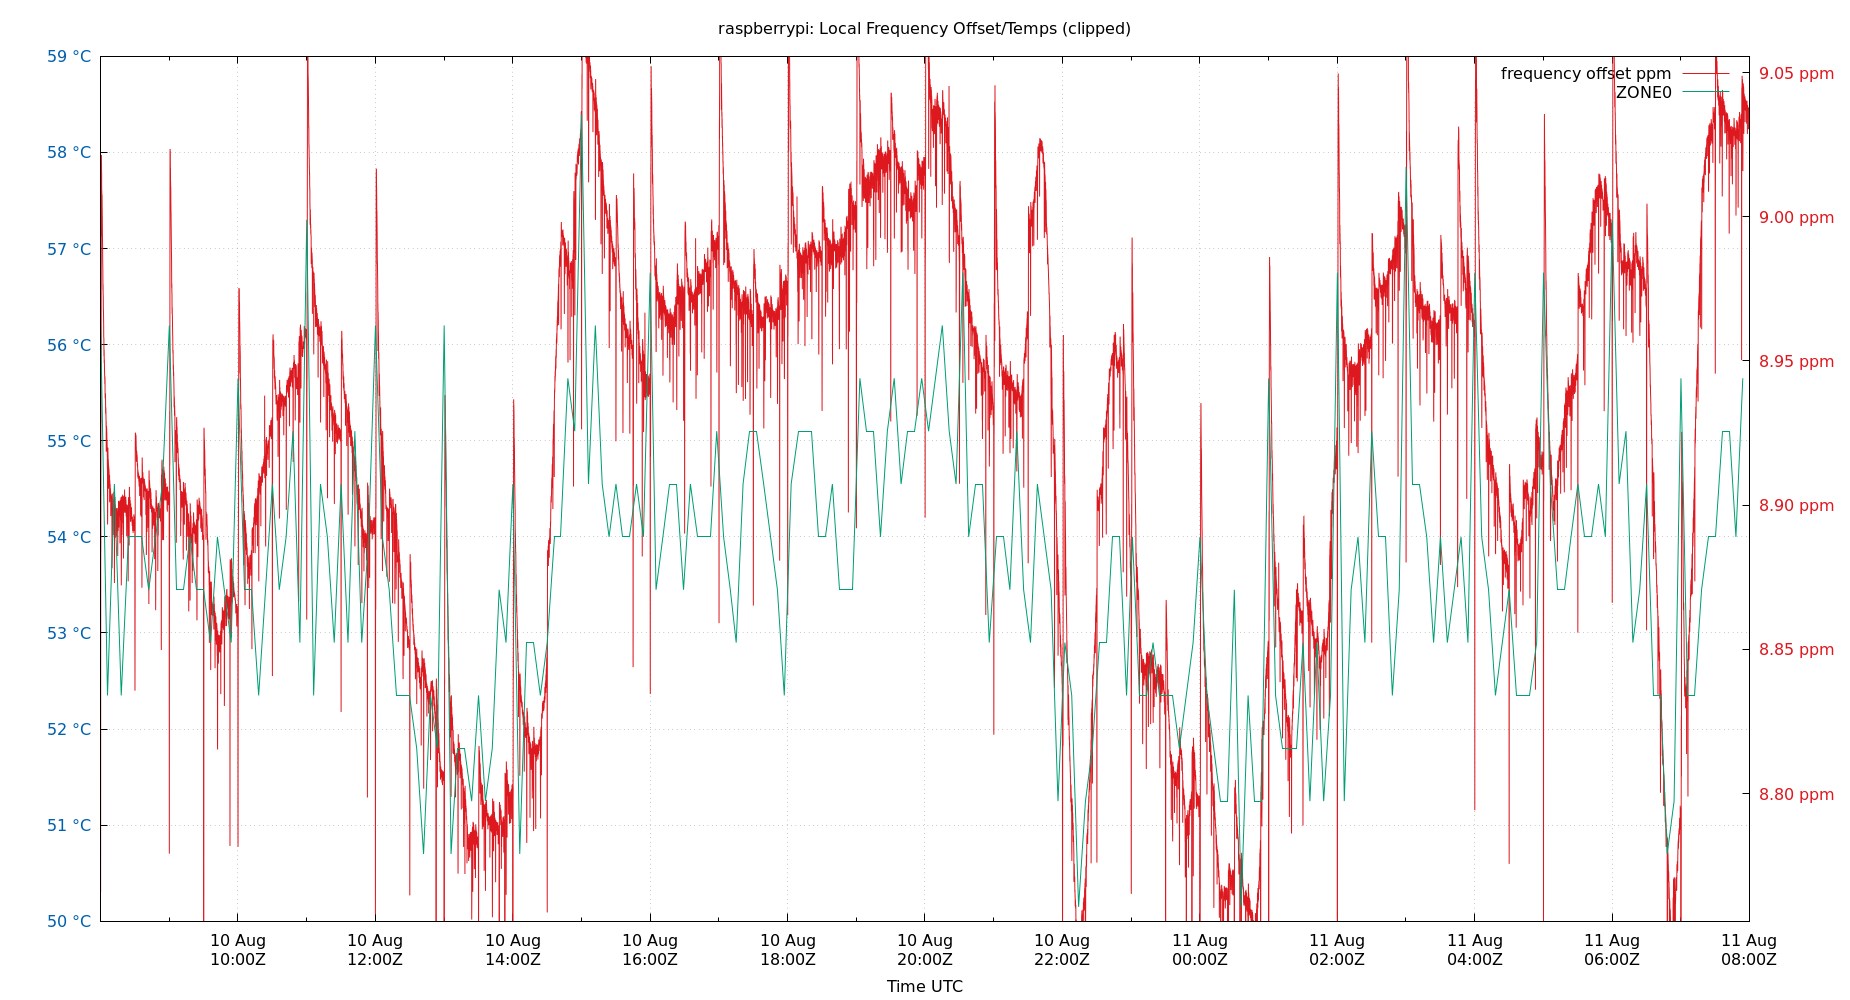 raspberrypi: Local Frequency Offset/Temps (clipped)
59 °C
58 °C
57 °C
56 °C
55 °C
54 °C
53 °C
52 °C
51 °C
50 °C
frequency offset ppm
ZONE0
9.05 ppm
9.00 ppm
8.95 ppm
8.90 ppm
8.85 ppm
8.80 ppm
10 Aug 10 Aug 10 Aug 10 Aug 10 Aug 10 Aug 10 Aug 11 Aug 11 Aug 11 Aug 11 Aug 11 Aug
10:00Z 12:00Z 14:00Z 16:00Z 18:00Z 20:00Z 22:00Z 00:00Z 02:00Z 04:00Z 06:00Z 08:00Z
Time UTC